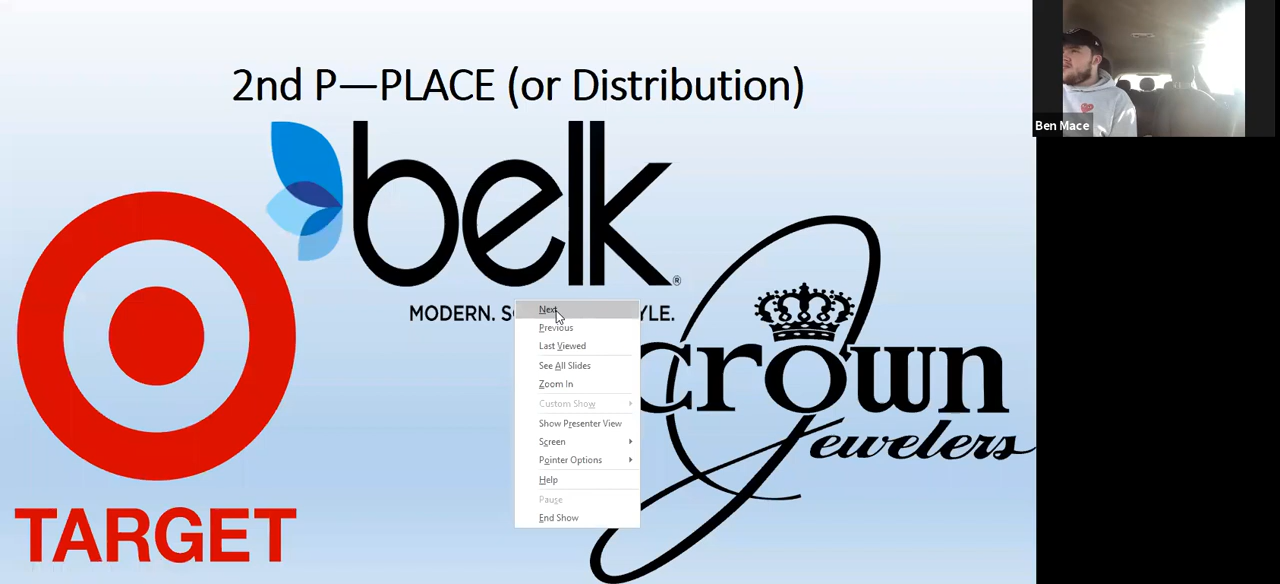 2nd P—PLACE (or Distribution)
Ben Mace
belk®
MODERN. S YLE.
Next
Previous
Last Viewed
See All Slides
Zoom In
Custom Show
Show Presenter View
Screen
Pointer Options
Help
Pause
End Show
crown
Jewelers
TARGET